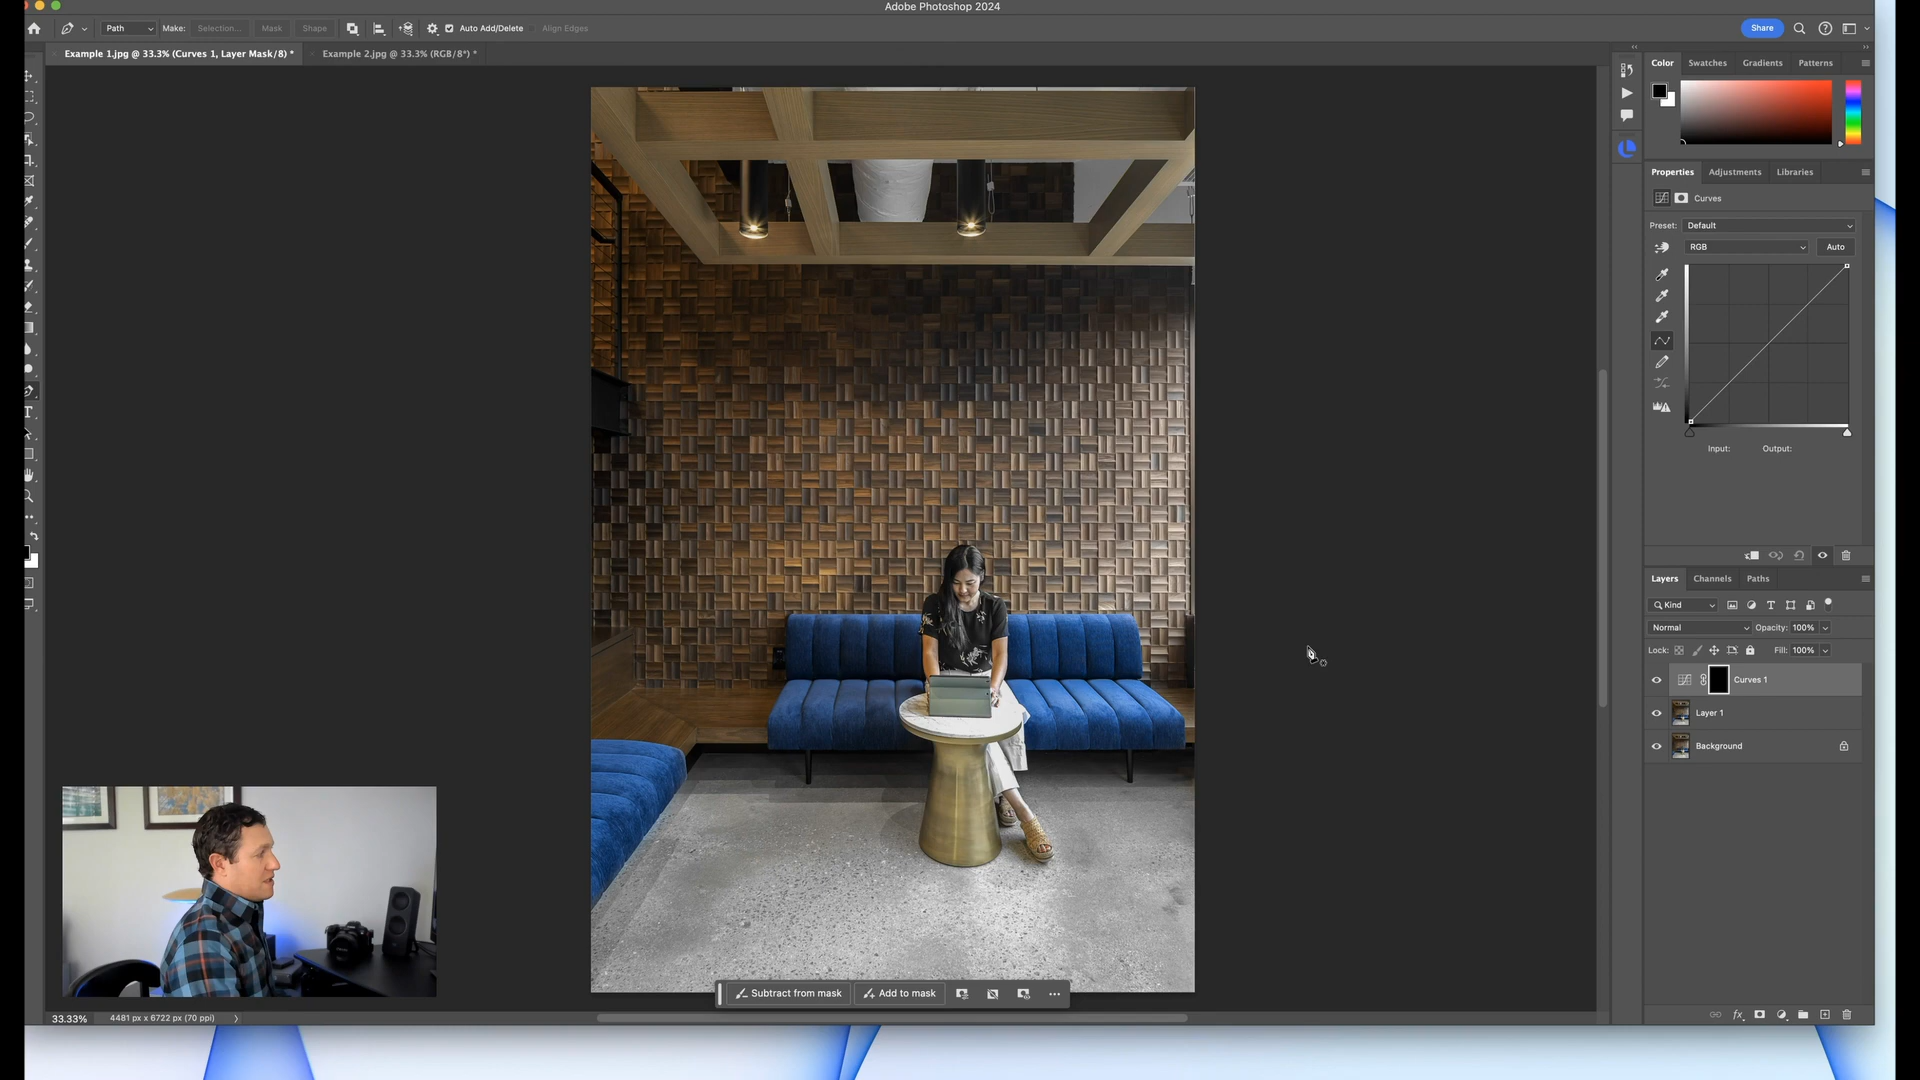 Adobe Photoshop 2024
Path Make: Selection... Mask Shape Auto Add/Delete Align Edges Share
Example 1.jpg @ 33.3% (Curves 1, Layer Mask/8) * Example 2.jpg @ 33.3% (RGB/8*) *
Color Swatches Gradients Patterns
Properties Adjustments Libraries
Curves
Preset: Default
RGB Auto
Input: Output:
Layers Channels Paths
Kind
Normal Opacity: 100%
Lock: Fill: 100%
Curves 1
Layer 1
Background
Subtract from mask Add to mask
33.33% 4481 px x 6722 px (70 ppi)